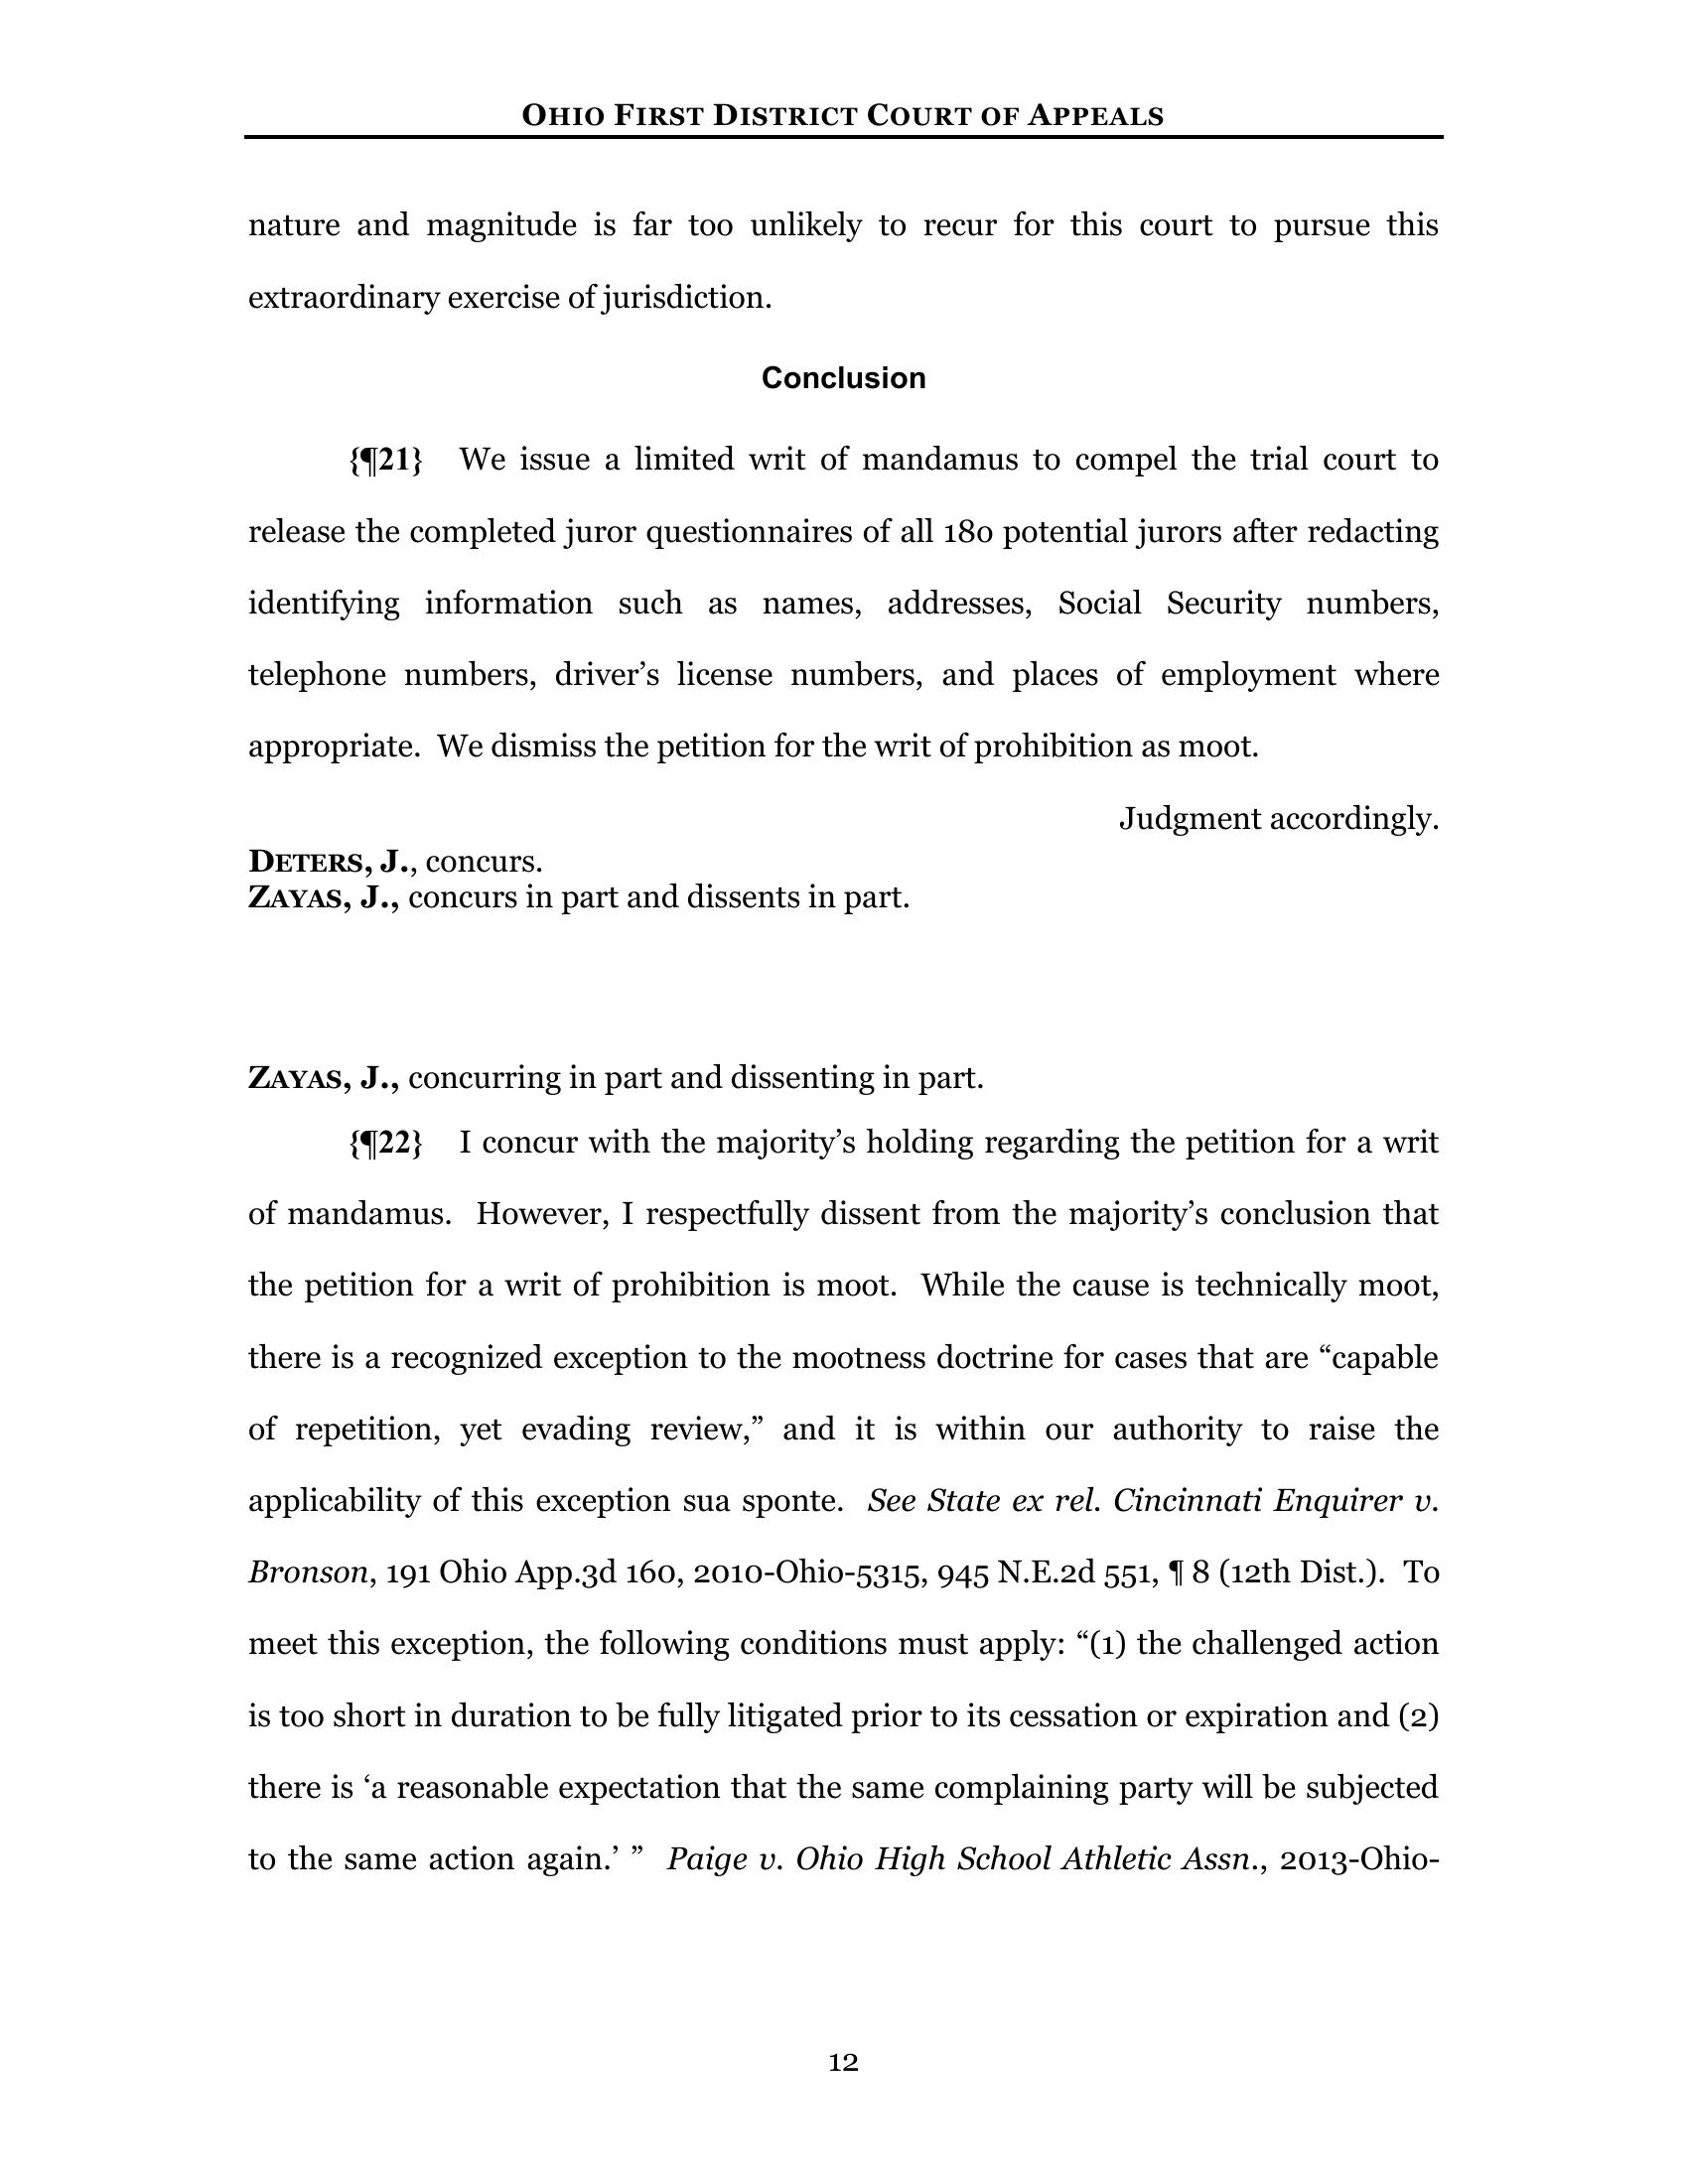 OHIO FIRST DISTRICT COURT OF APPEALS
nature and magnitude is far too unlikely to recur for this court to pursue this
extraordinary exercise of jurisdiction.
Conclusion
{¶21} We issue a limited writ of mandamus to compel the trial court to
release the completed juror questionnaires of all 180 potential jurors after redacting
identifying information such as names, addresses, Social Security numbers,
telephone numbers, driver’s license numbers, and places of employment where
appropriate. We dismiss the petition for the writ of prohibition as moot.
Judgment accordingly.
DETERS, J., concurs.
ZAYAS, J., concurs in part and dissents in part.
ZAYAS, J., concurring in part and dissenting in part.
{¶22} I concur with the majority’s holding regarding the petition for a writ
of mandamus. However, I respectfully dissent from the majority’s conclusion that
the petition for a writ of prohibition is moot. While the cause is technically moot,
there is a recognized exception to the mootness doctrine for cases that are “capable
of repetition, yet evading review,” and it is within our authority to raise the
applicability of this exception sua sponte. See State ex rel. Cincinnati Enquirer v.
Bronson, 191 Ohio App.3d 160, 2010-Ohio-5315, 945 N.E.2d 551, ¶ 8 (12th Dist.). To
meet this exception, the following conditions must apply: “(1) the challenged action
is too short in duration to be fully litigated prior to its cessation or expiration and (2)
there is ‘a reasonable expectation that the same complaining party will be subjected
to the same action again.’ ” Paige v. Ohio High School Athletic Assn., 2013-Ohio-
12